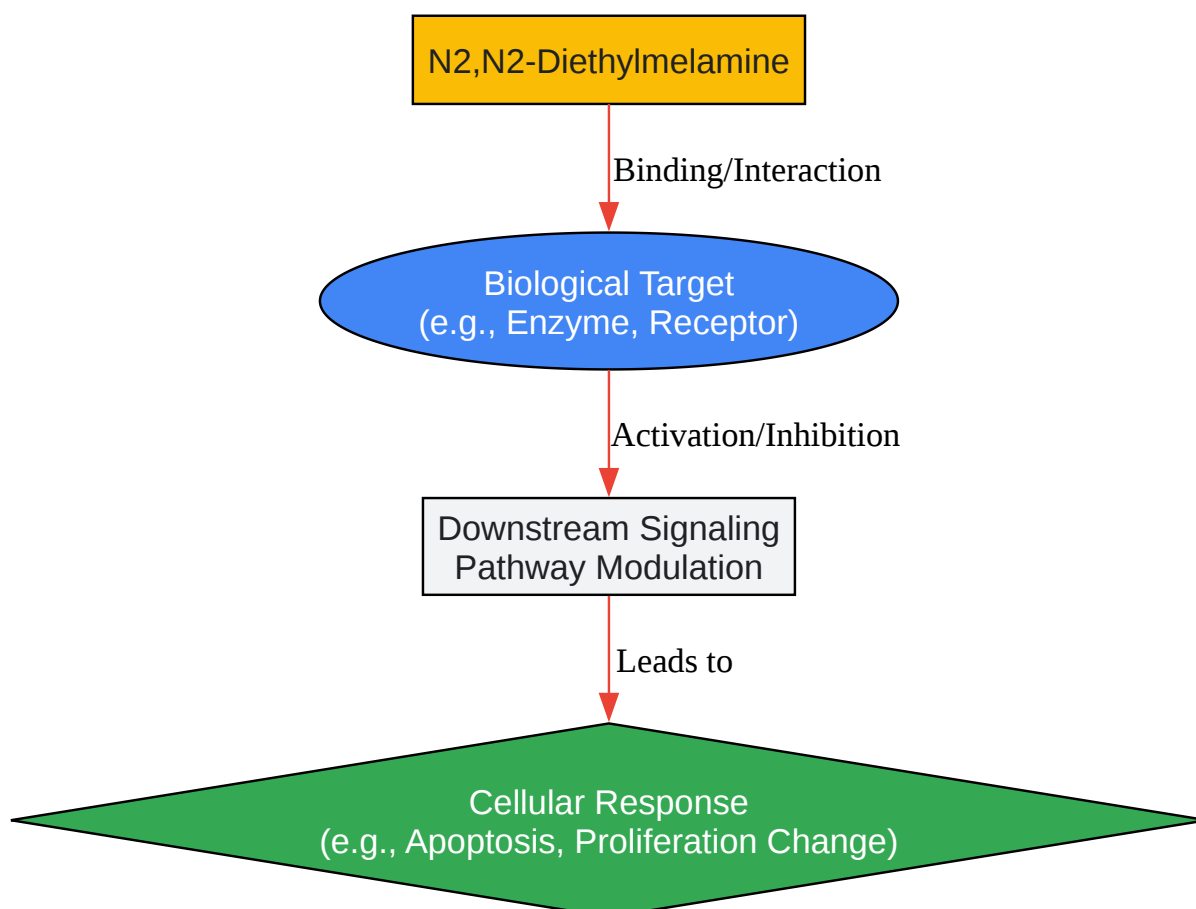 N2,N2-Diethylmelamine
Binding/Interaction
Biological Target
(e.g., Enzyme, Receptor)
Activation/Inhibition
Downstream Signaling
Pathway Modulation
Leads to
Cellular Response
(e.g., Apoptosis, Proliferation Change)